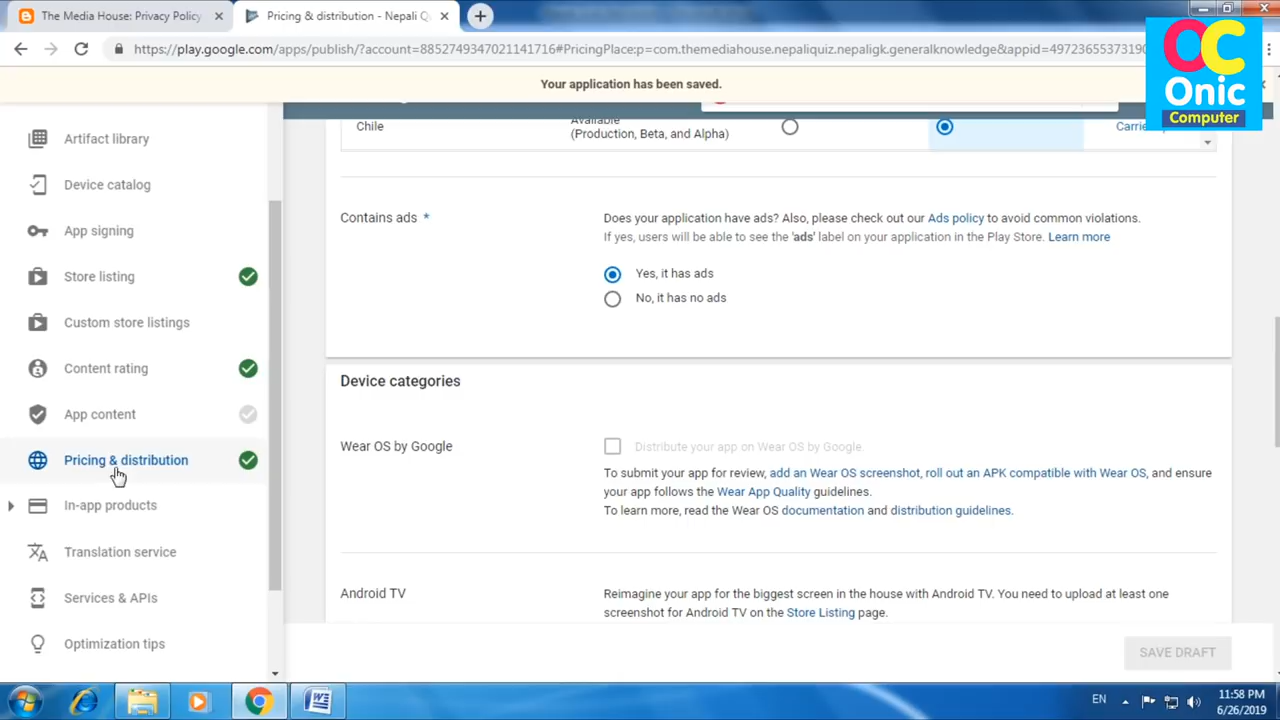 The Media House: Privacy Policy
Pricing & distribution - Nepali Q
https://play.google.com/apps/publish/?account=8852749347021141716#PricingPlace:p=com.themediahouse.nepaliquiz.nepaligk.generalknowledge&appid=49723655373190
Your application has been saved.
OC
Onic
Computer
Artifact library
Device catalog
App signing
Store listing
Custom store listings
Content rating
App content
Pricing & distribution
In-app products
Translation service
Services & APIs
Optimization tips
Chile
Available
(Production, Beta, and Alpha)
Contains ads *
Does your application have ads? Also, please check out our Ads policy to avoid common violations.
If yes, users will be able to see the 'ads' label on your application in the Play Store. Learn more
Yes, it has ads
No, it has no ads
Device categories
Wear OS by Google
Distribute your app on Wear OS by Google.
To submit your app for review, add an Wear OS screenshot, roll out an APK compatible with Wear OS, and ensure
your app follows the Wear App Quality guidelines.
To learn more, read the Wear OS documentation and distribution guidelines.
Android TV
Reimagine your app for the biggest screen in the house with Android TV. You need to upload at least one
screenshot for Android TV on the Store Listing page.
SAVE DRAFT
EN
11:58 PM
6/26/2019